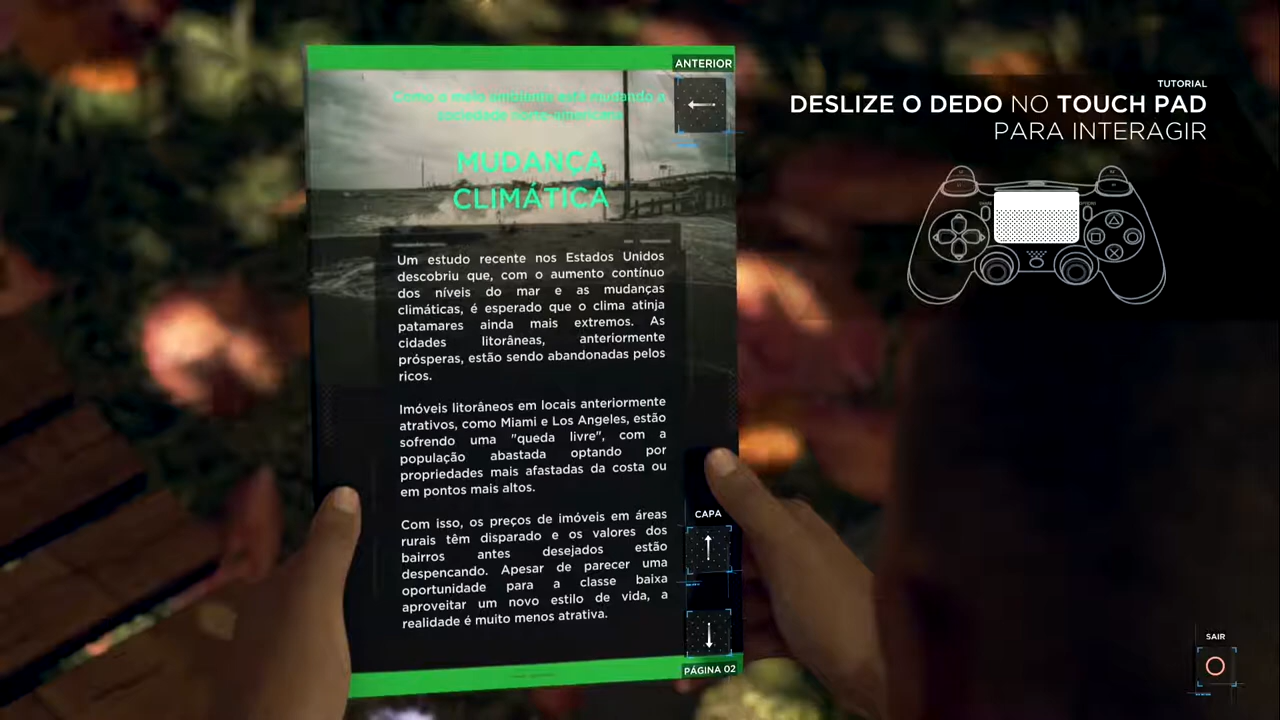 ANTERIOR
Como o meio ambiente está mudando a
sociedade norte-americana
MUDANÇA
CLIMÁTICA
Um estudo recente nos Estados Unidos
descobriu que, com o aumento contínuo
dos níveis do mar e as mudanças
climáticas, é esperado que o clima atinja
patamares ainda mais extremos. As
cidades litorâneas, anteriormente
prósperas, estão sendo abandonadas pelos
ricos.
Imóveis litorâneos em locais anteriormente
atrativos, como Miami e Los Angeles, estão
sofrendo uma "queda livre", com a
população abastada optando por
propriedades mais afastadas da costa ou
em pontos mais altos.
Com isso, os preços de imóveis em áreas
rurais têm disparado e os valores dos
bairros antes desejados estão
despencando. Apesar de parecer uma
oportunidade para a classe baixa
aproveitar um novo estilo de vida, a
realidade é muito menos atrativa.
CAPA
PÁGINA 02
TUTORIAL
DESLIZE O DEDO NO TOUCH PAD
PARA INTERAGIR
SAIR